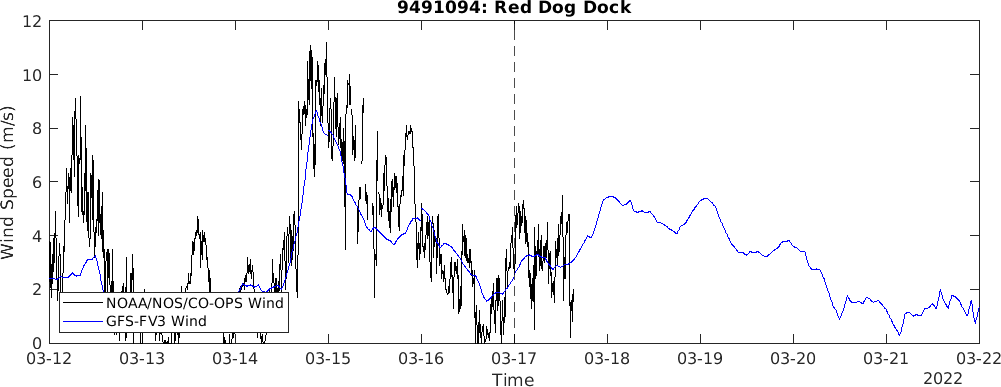 9491094: Red Dog Dock
Wind Speed (m/s)
12
10
8
6
4
2
0
NOAA/NOS/CO-OPS Wind
GFS-FV3 Wind
03-12 03-13 03-14 03-15 03-16 03-17 03-18 03-19 03-20 03-21 03-22
Time
2022